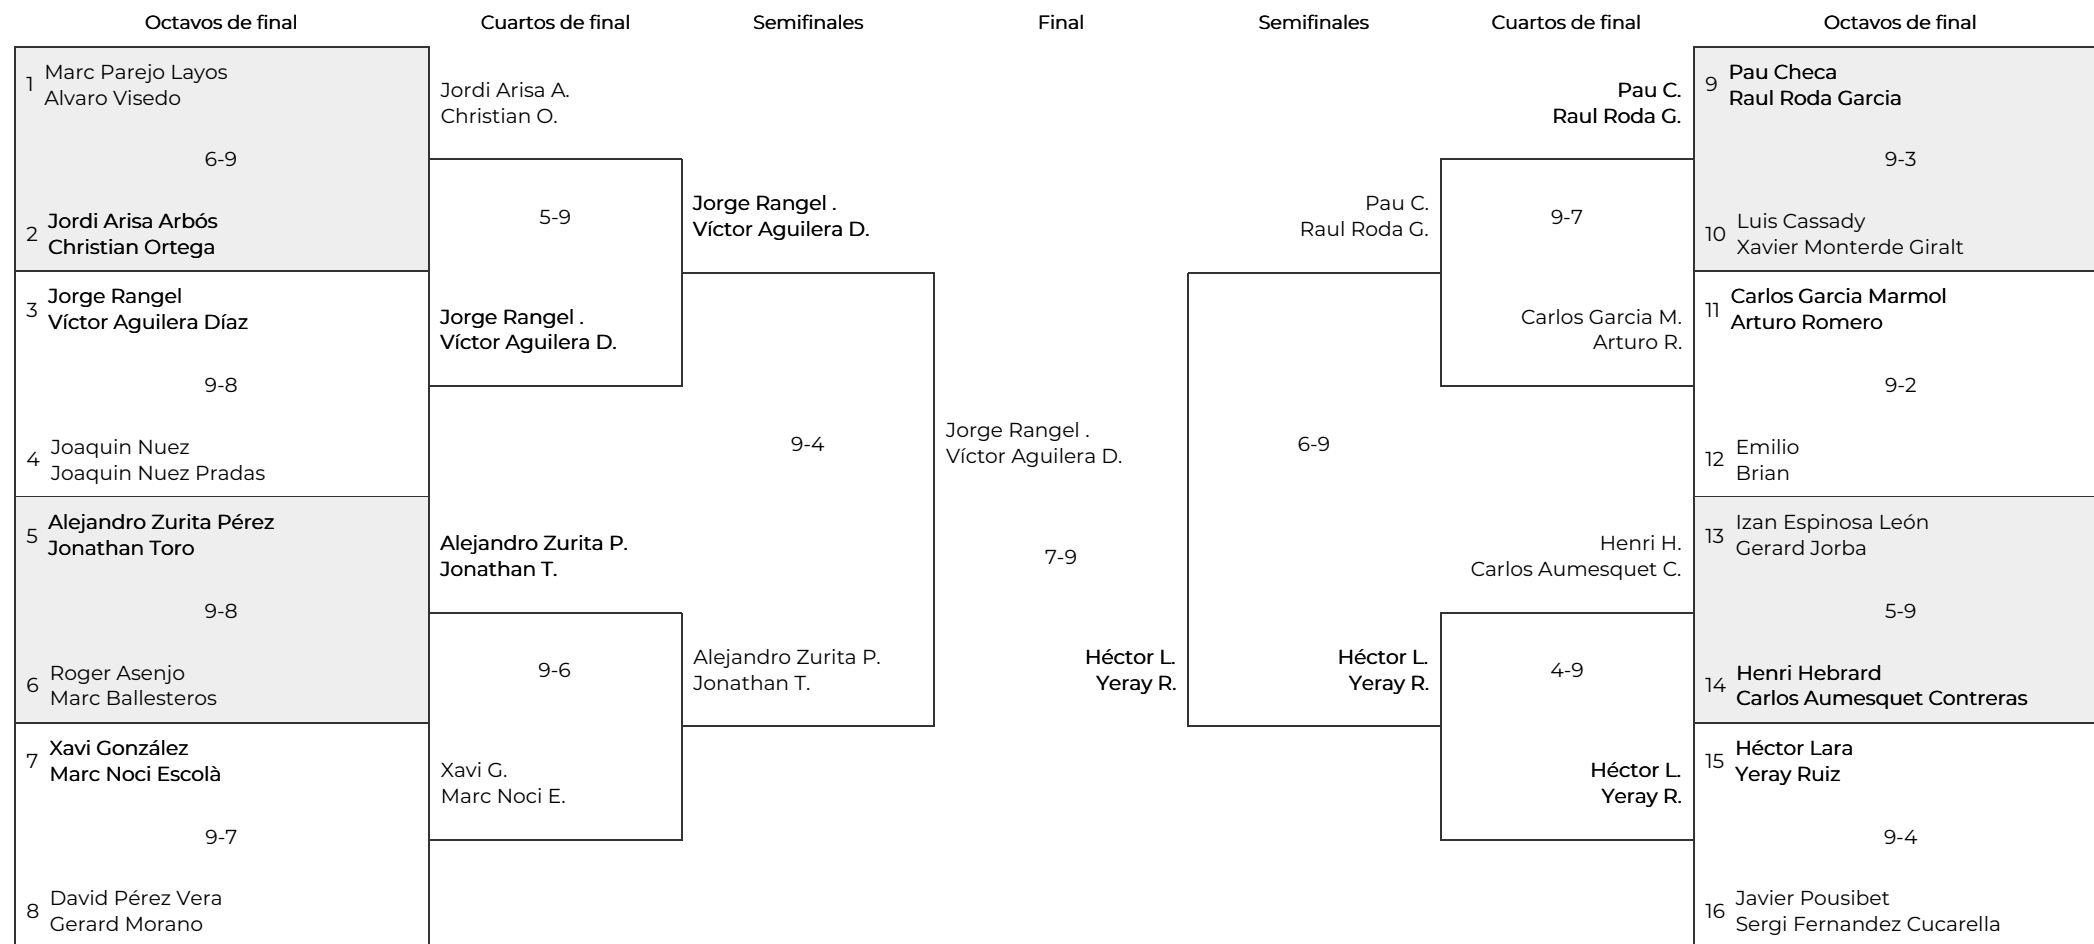 Octavos de final
Cuartos de final
Semifinales
Final
Semifinales
Cuartos de final
Octavos de final
1
Marc Parejo Layos
Alvaro Visedo
6-9
2
Jordi Arisa Arbós
Christian Ortega
3
Jorge Rangel
Víctor Aguilera Díaz
9-8
4
Joaquin Nuez
Joaquin Nuez Pradas
5
Alejandro Zurita Pérez
Jonathan Toro
9-8
6
Roger Asenjo
Marc Ballesteros
7
Xavi González
Marc Noci Escolà
9-7
8
David Pérez Vera
Gerard Morano
Jordi Arisa A.
Christian O.
5-9
Jorge Rangel .
Víctor Aguilera D.
Alejandro Zurita P.
Jonathan T.
9-6
Xavi G.
Marc Noci E.
Jorge Rangel .
Víctor Aguilera D.
9-4
Alejandro Zurita P.
Jonathan T.
Jorge Rangel .
Víctor Aguilera D.
7-9
Héctor L.
Yeray R.
Pau C.
Raul Roda G.
6-9
Héctor L.
Yeray R.
Pau C.
Raul Roda G.
9-7
Carlos Garcia M.
Arturo R.
Henri H.
Carlos Aumesquet C.
4-9
Héctor L.
Yeray R.
9
Pau Checa
Raul Roda Garcia
9-3
10
Luis Cassady
Xavier Monterde Giralt
11
Carlos Garcia Marmol
Arturo Romero
9-2
12
Emilio
Brian
13
Izan Espinosa León
Gerard Jorba
5-9
14
Henri Hebrard
Carlos Aumesquet Contreras
15
Héctor Lara
Yeray Ruiz
9-4
16
Javier Pousibet
Sergi Fernandez Cucarella